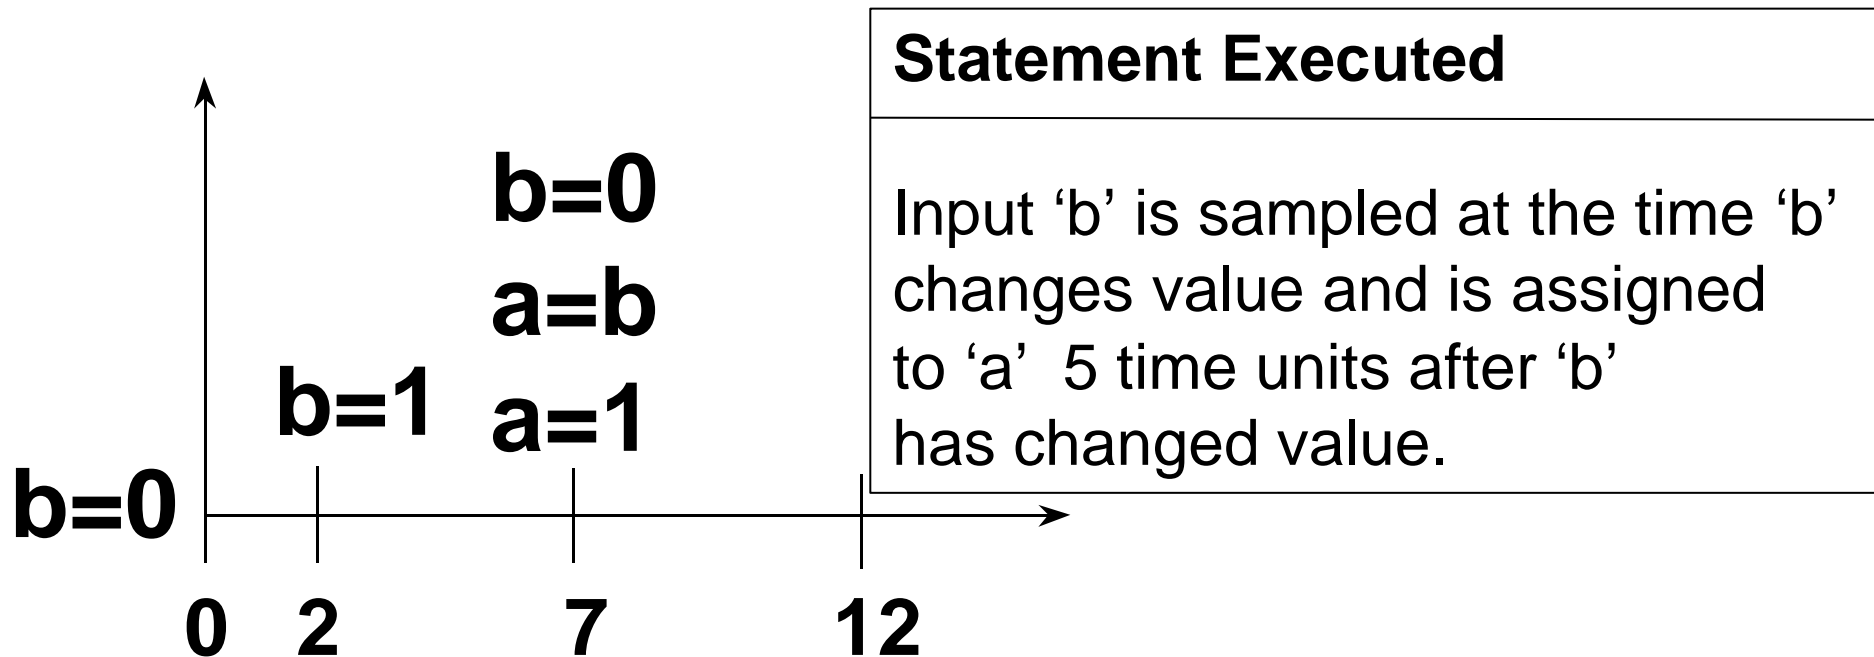 Statement Executed
Input ‘b’ is sampled at the time ‘b’
changes value and is assigned
to ‘a’  5 time units after ‘b’
has changed value.
b=0
a=b
b=1
a=1
b=0
0
2
7
12